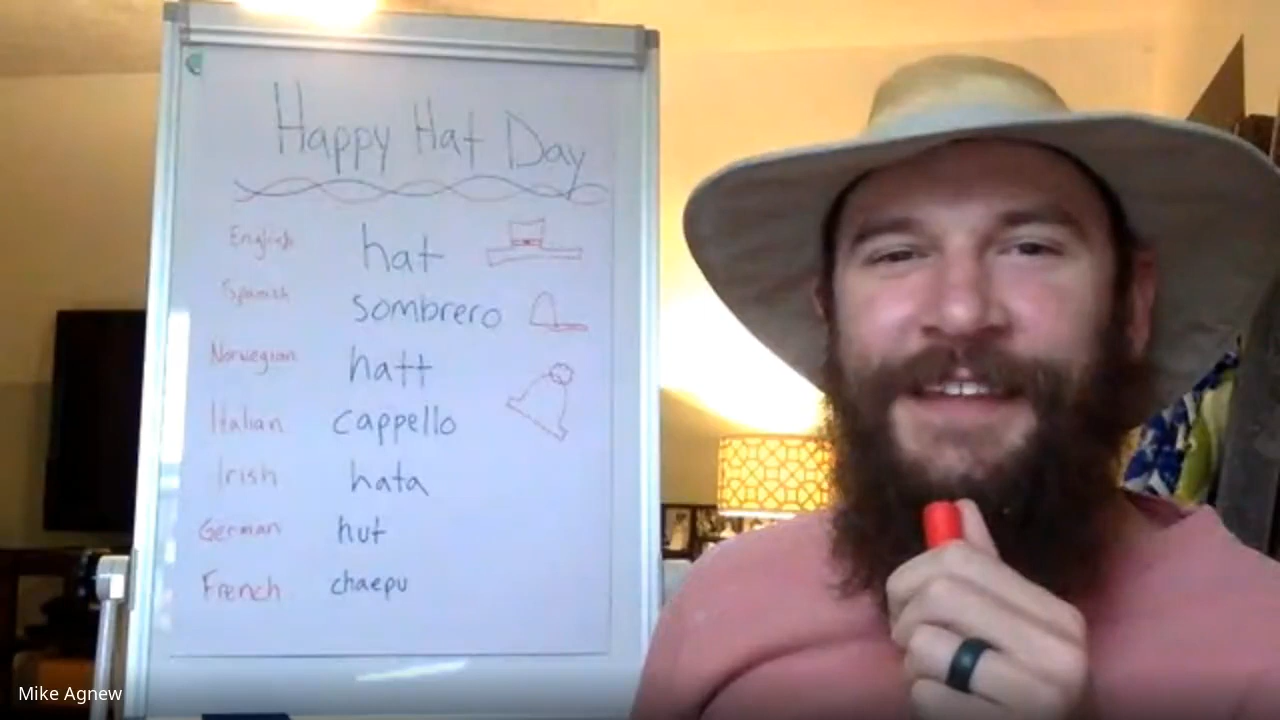 Happy Hat Day
English hat
Spanish sombrero
Norwegian hatt
Italian cappello
Irish hata
German hut
French chaepu
Mike Agnew